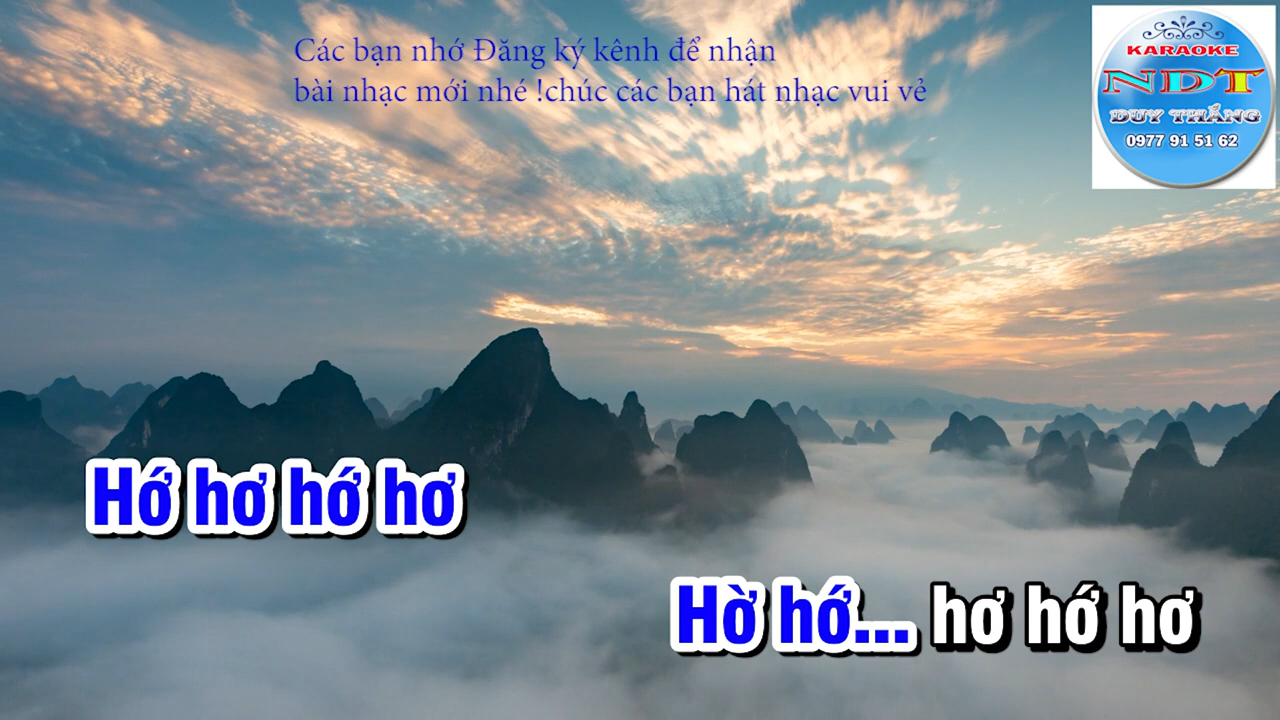 Các bạn nhớ Đăng ký kênh để nhận
bài nhạc mới nhé !chúc các bạn hát nhạc vui vẻ
KARAOKE
NDT
DUY THẮNG
0977 91 51 62
Hớ hơ hớ hơ
Hờ hớ... hơ hớ hơ